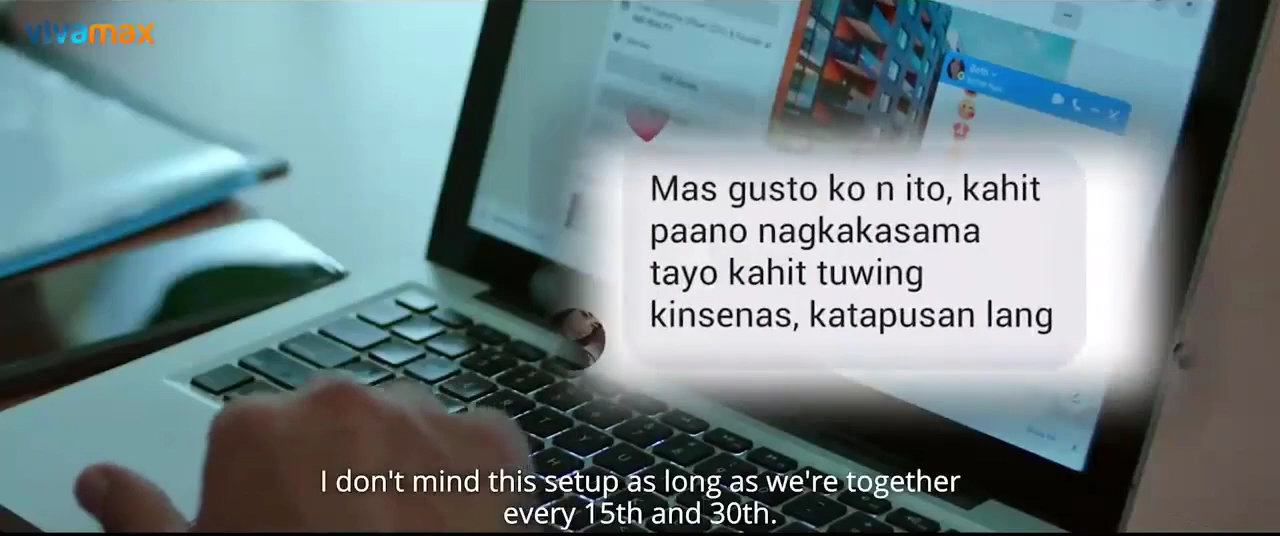 vivamax
Mas gusto ko n ito, kahit
paano nagkakasama
tayo kahit tuwing
kinsenas, katapusan lang
I don't mind this setup as long as we're together
every 15th and 30th.